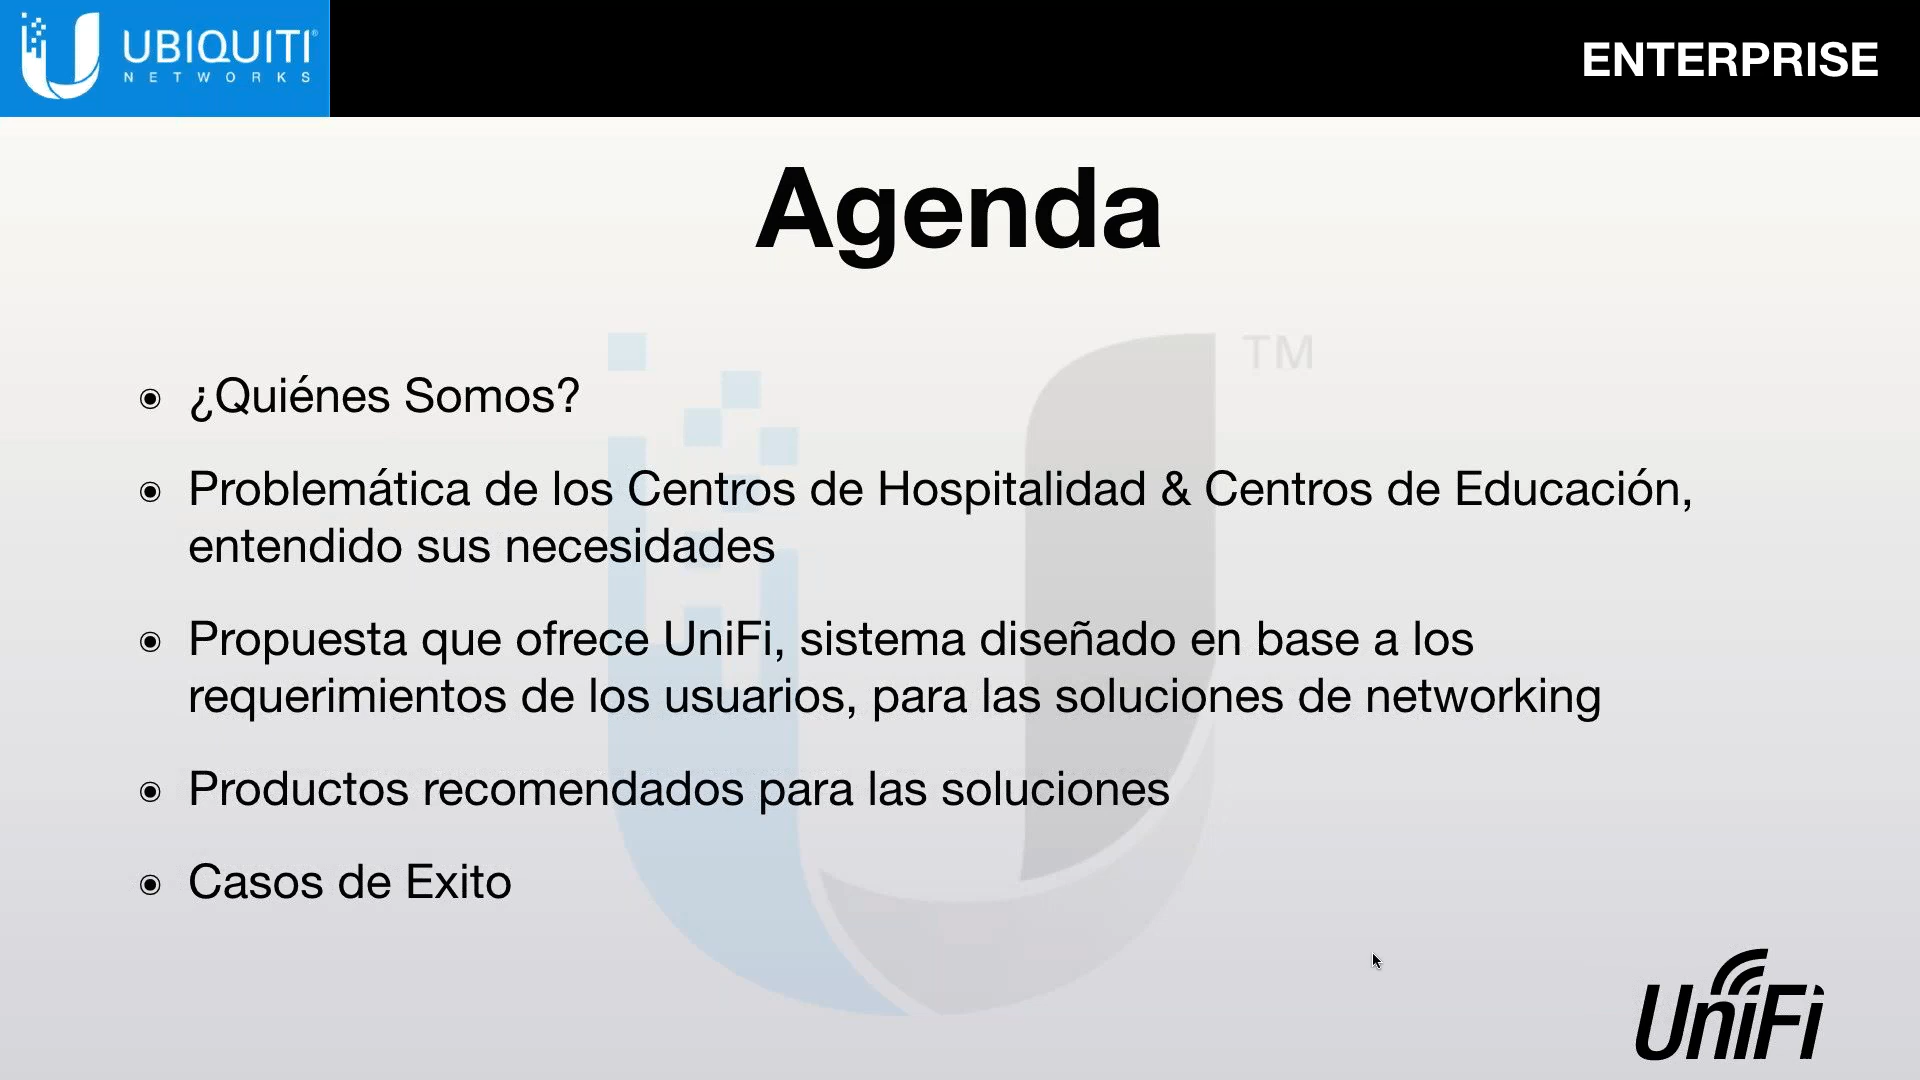 UBIQUITI®
NETWORKS
ENTERPRISE
Agenda
TM
¿Quiénes Somos?
Problemática de los Centros de Hospitalidad & Centros de Educación,
entendido sus necesidades
Propuesta que ofrece UniFi, sistema diseñado en base a los
requerimientos de los usuarios, para las soluciones de networking
Productos recomendados para las soluciones
Casos de Exito
UniFi